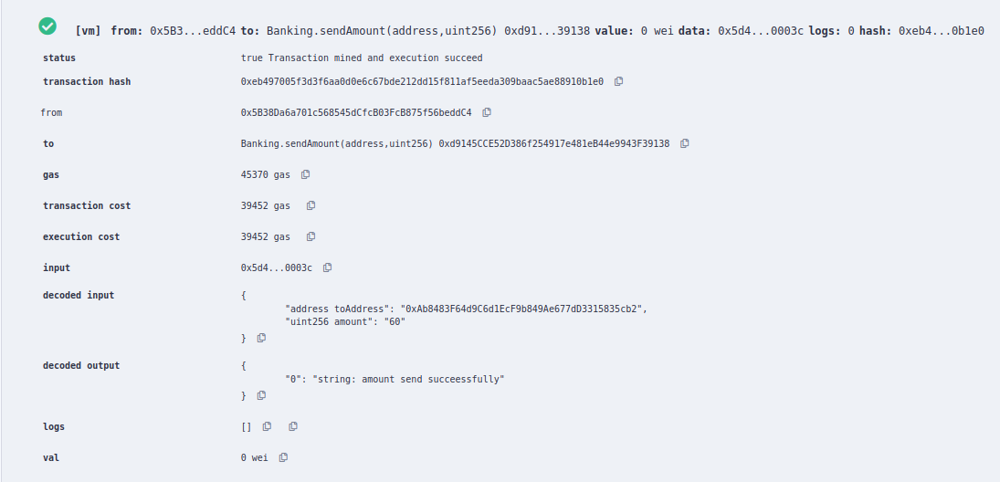 [vm] from: 0x5B3...eddC4 to: Banking.sendAmount(address,uint256) 0xd91...39138 value: 0 wei data: 0x5d4...0003c logs: 0 hash: 0xeb4...0b1e0
status true Transaction mined and execution succeed
transaction hash 0xeb497005f3d3f6aa0d0e6c67bde212dd15f811af5eeda309baac5ae88910b1e0
from 0x5B38Da6a701c568545dCfcB03FcB875f56beddC4
to Banking.sendAmount(address,uint256) 0xd9145CCE52D386f254917e481eB44e9943F39138
gas 45370 gas
transaction cost 39452 gas
execution cost 39452 gas
input 0x5d4...0003c
decoded input {
"address toAddress": "0xAb8483F64d9C6d1EcF9b849Ae677dD3315835cb2",
"uint256 amount": "60"
}
decoded output {
"0": "string: amount send succeessfully"
}
logs []
val 0 wei